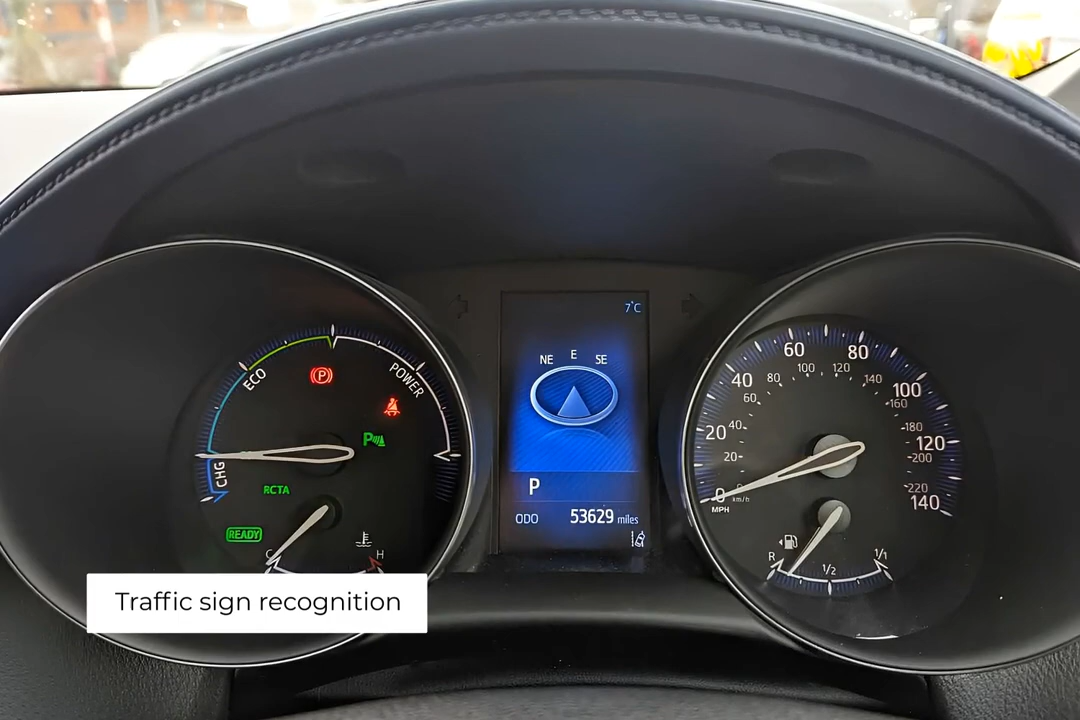 ECO
POWER
CHG
RCTA
READY
C
H
P
7°C
NE E SE
P
ODO 53629 miles
0
20
40
60
80
100
120
140
MPH
km/h
20
40
60
80
100
120
140
160
180
200
220
R
1/2
1/1
Traffic sign recognition